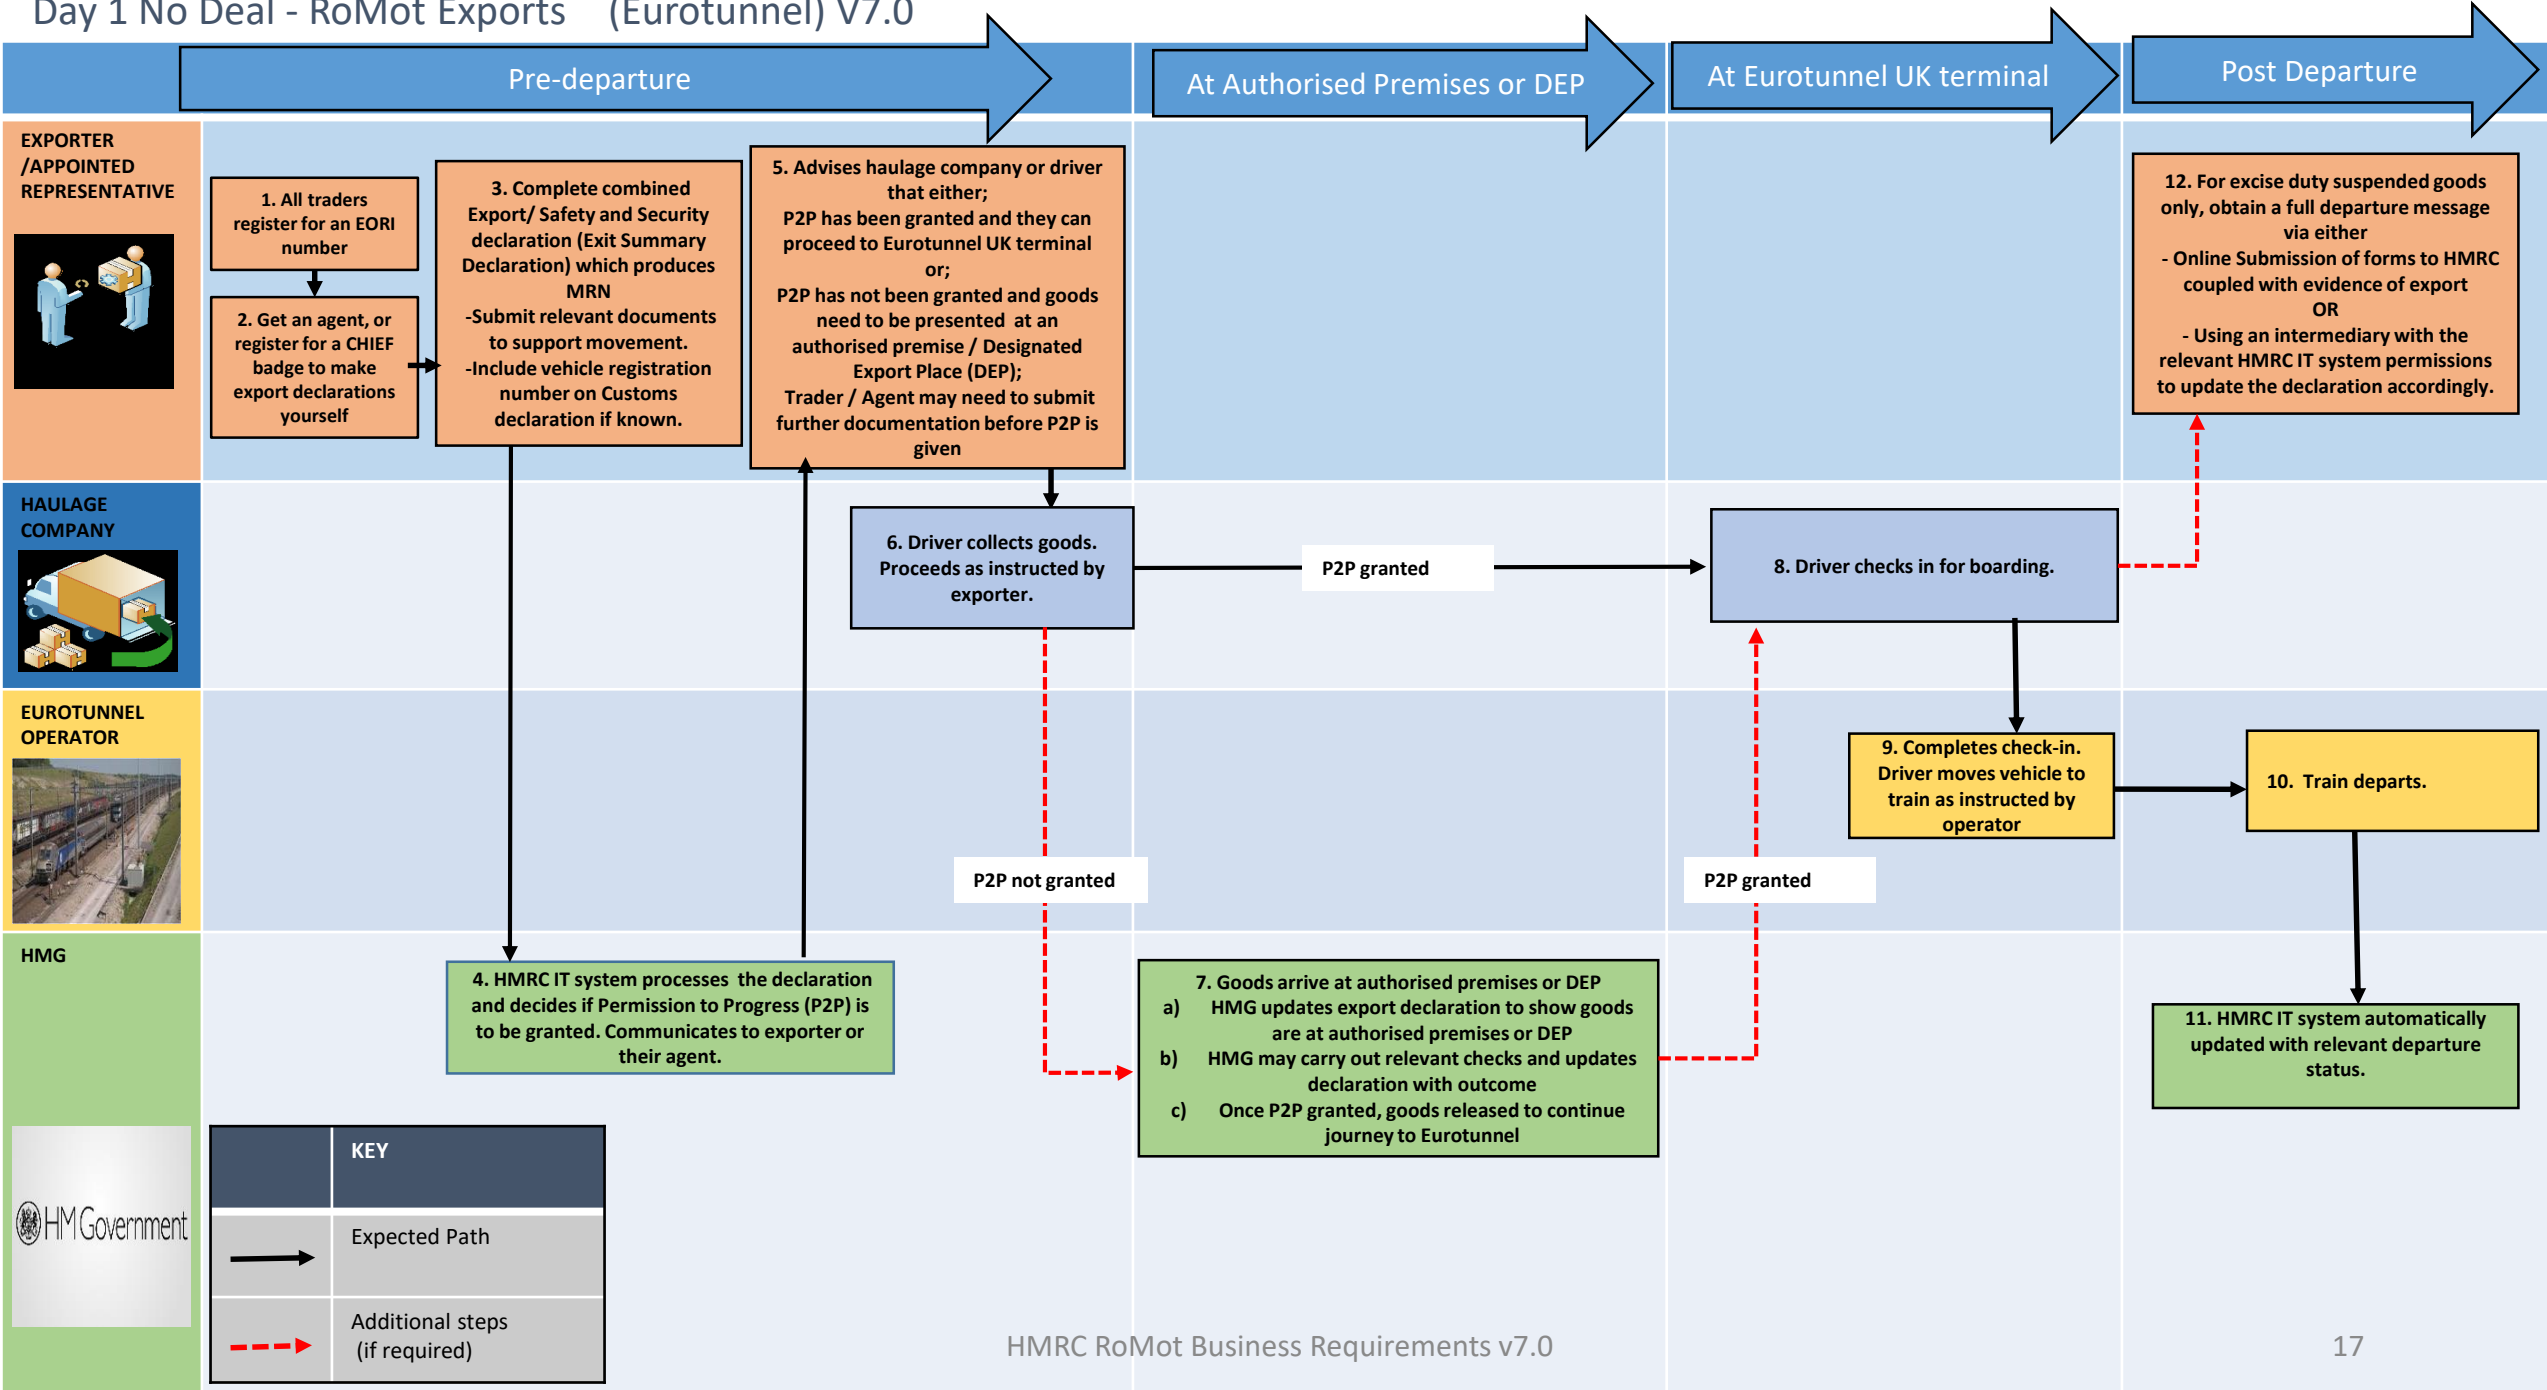 Day 1 No Deal - RoMot Exports (Eurotunnel) V7.0
Pre-departure
At Authorised Premises or DEP
At Eurotunnel UK terminal
Post Departure
EXPORTER
/APPOINTED
REPRESENTATIVE
1. All traders
register for an EORI
number
2. Get an agent, or
register for a CHIEF
badge to make
export declarations
yourself
3. Complete combined
Export/ Safety and Security
declaration (Exit Summary
Declaration) which produces
MRN
-Submit relevant documents
to support movement.
-Include vehicle registration
number on Customs
declaration if known.
5. Advises haulage company or driver
that either;
P2P has been granted and they can
proceed to Eurotunnel UK terminal
or;
P2P has not been granted and goods
need to be presented at an
authorised premise / Designated
Export Place (DEP);
Trader / Agent may need to submit
further documentation before P2P is
given
12. For excise duty suspended goods
only, obtain a full departure message
via either
- Online Submission of forms to HMRC
coupled with evidence of export
OR
- Using an intermediary with the
relevant HMRC IT system permissions
to update the declaration accordingly.
HAULAGE
COMPANY
6. Driver collects goods.
Proceeds as instructed by
exporter.
P2P granted
8. Driver checks in for boarding.
EUROTUNNEL
OPERATOR
9. Completes check-in.
Driver moves vehicle to
train as instructed by
operator
10. Train departs.
P2P not granted
P2P granted
HMG
4. HMRC IT system processes the declaration
and decides if Permission to Progress (P2P) is
to be granted. Communicates to exporter or
their agent.
7. Goods arrive at authorised premises or DEP
a) HMG updates export declaration to show goods
are at authorised premises or DEP
b) HMG may carry out relevant checks and updates
declaration with outcome
c) Once P2P granted, goods released to continue
journey to Eurotunnel
11. HMRC IT system automatically
updated with relevant departure
status.
HM Government
KEY
Expected Path
Additional steps
(if required)
HMRC RoMot Business Requirements v7.0
17